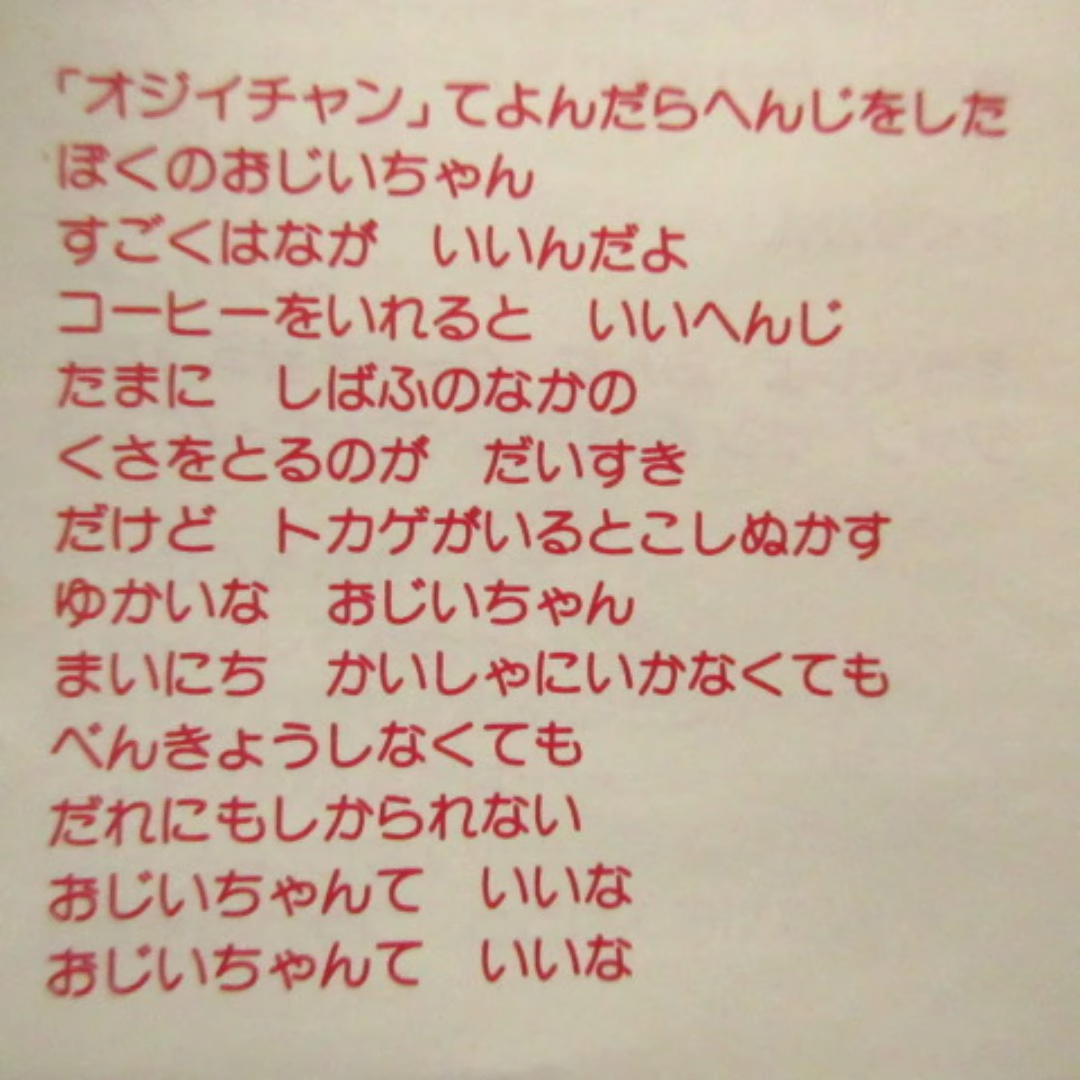 「オジイチャン」てよんだらへんじをした
ぼくのおじいちゃん
すごくはなが　いいんだよ
コーヒーをいれると　いいへんじ
たまに　しばふのなかの
くさをとるのが　だいすき
だけど　トカゲがいるとこしぬかす
ゆかいな　おじいちゃん
まいにち　かいしゃにいかなくても
べんきょうしなくても
だれにもしかられない
おじいちゃんて　いいな
おじいちゃんて　いいな